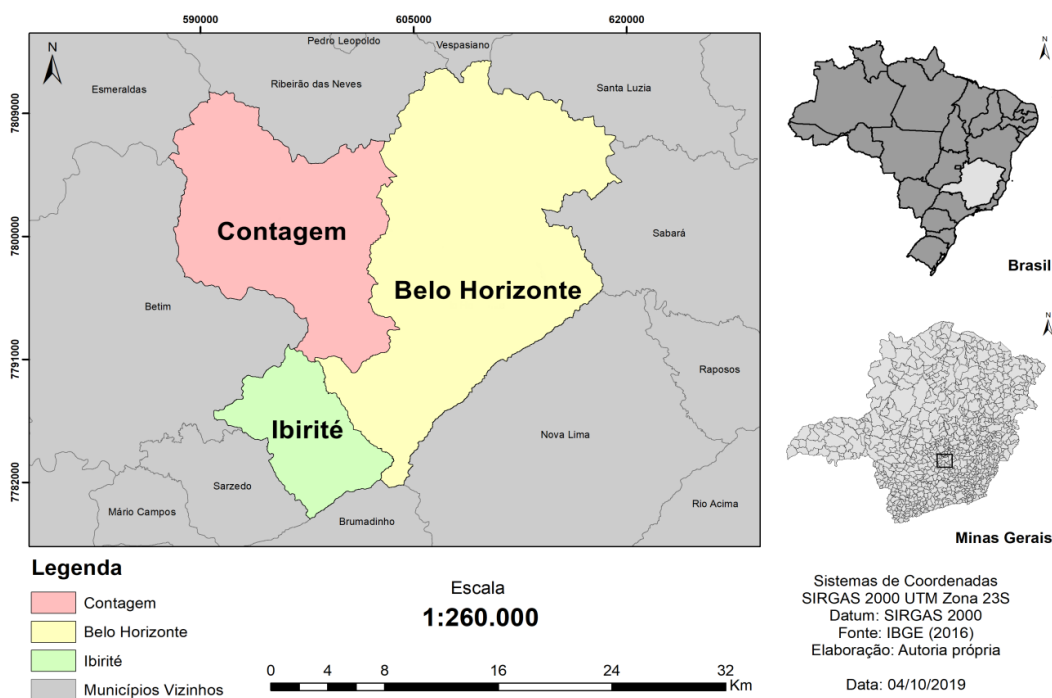 590000
605000
620000
N
Pedro Leopoldo
Vespasiano
Esmeraldas
Ribeirão das Neves
Santa Luzia
7809000
7800000
7791000
7782000
Contagem
Sabará
Belo Horizonte
Betim
Raposos
Ibirité
Nova Lima
Sarzedo
Mário Campos
Brumadinho
Rio Acima
N
Brasil
N
Minas Gerais
Legenda
Contagem
Belo Horizonte
Ibirité
Municípios Vizinhos
Escala
1:260.000
0 4 8 16 24 32
Km
Sistemas de Coordenadas
SIRGAS 2000 UTM Zona 23S
Datum: SIRGAS 2000
Fonte: IBGE (2016)
Elaboração: Autoria própria
Data: 04/10/2019